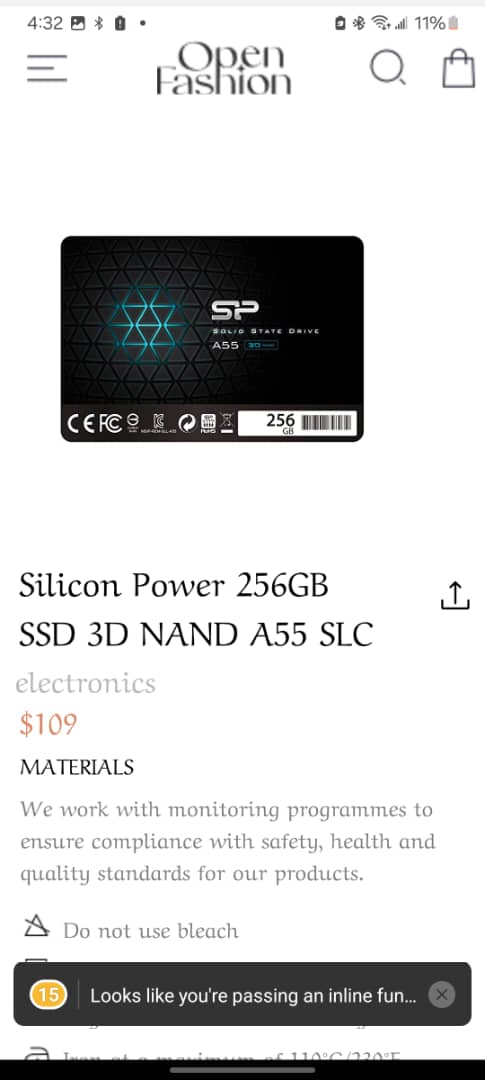 4:32
11%
Open
Fashion
SP
SOLID STATE DRIVE
A55
256
GB
Silicon Power 256GB
SSD 3D NAND A55 SLC
electronics
$109
MATERIALS
We work with monitoring programmes to
ensure compliance with safety, health and
quality standards for our products.
Do not use bleach
15 Looks like you're passing an inline fun...
Iron at a maximum of 110°C/230°F